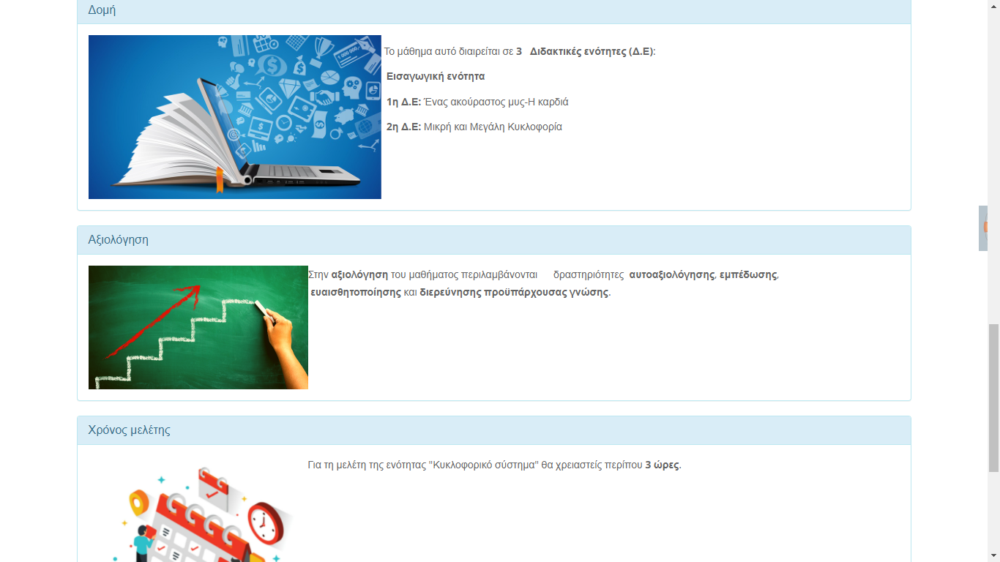 Δομή
Το μάθημα αυτό διαιρείται σε 3 Διδακτικές ενότητες (Δ.Ε):
Εισαγωγική ενότητα
1η Δ.Ε: Ένας ακούραστος μυς-Η καρδιά
2η Δ.Ε: Μικρή και Μεγάλη Κυκλοφορία
Αξιολόγηση
Στην αξιολόγηση του μαθήματος περιλαμβάνονται δραστηριότητες αυτοαξιολόγησης, εμπέδωσης,
ευαισθητοποίησης και διερεύνησης προϋπάρχουσας γνώσης.
Χρόνος μελέτης
Για τη μελέτη της ενότητας "Κυκλοφορικό σύστημα" θα χρειαστείς περίπου 3 ώρες.